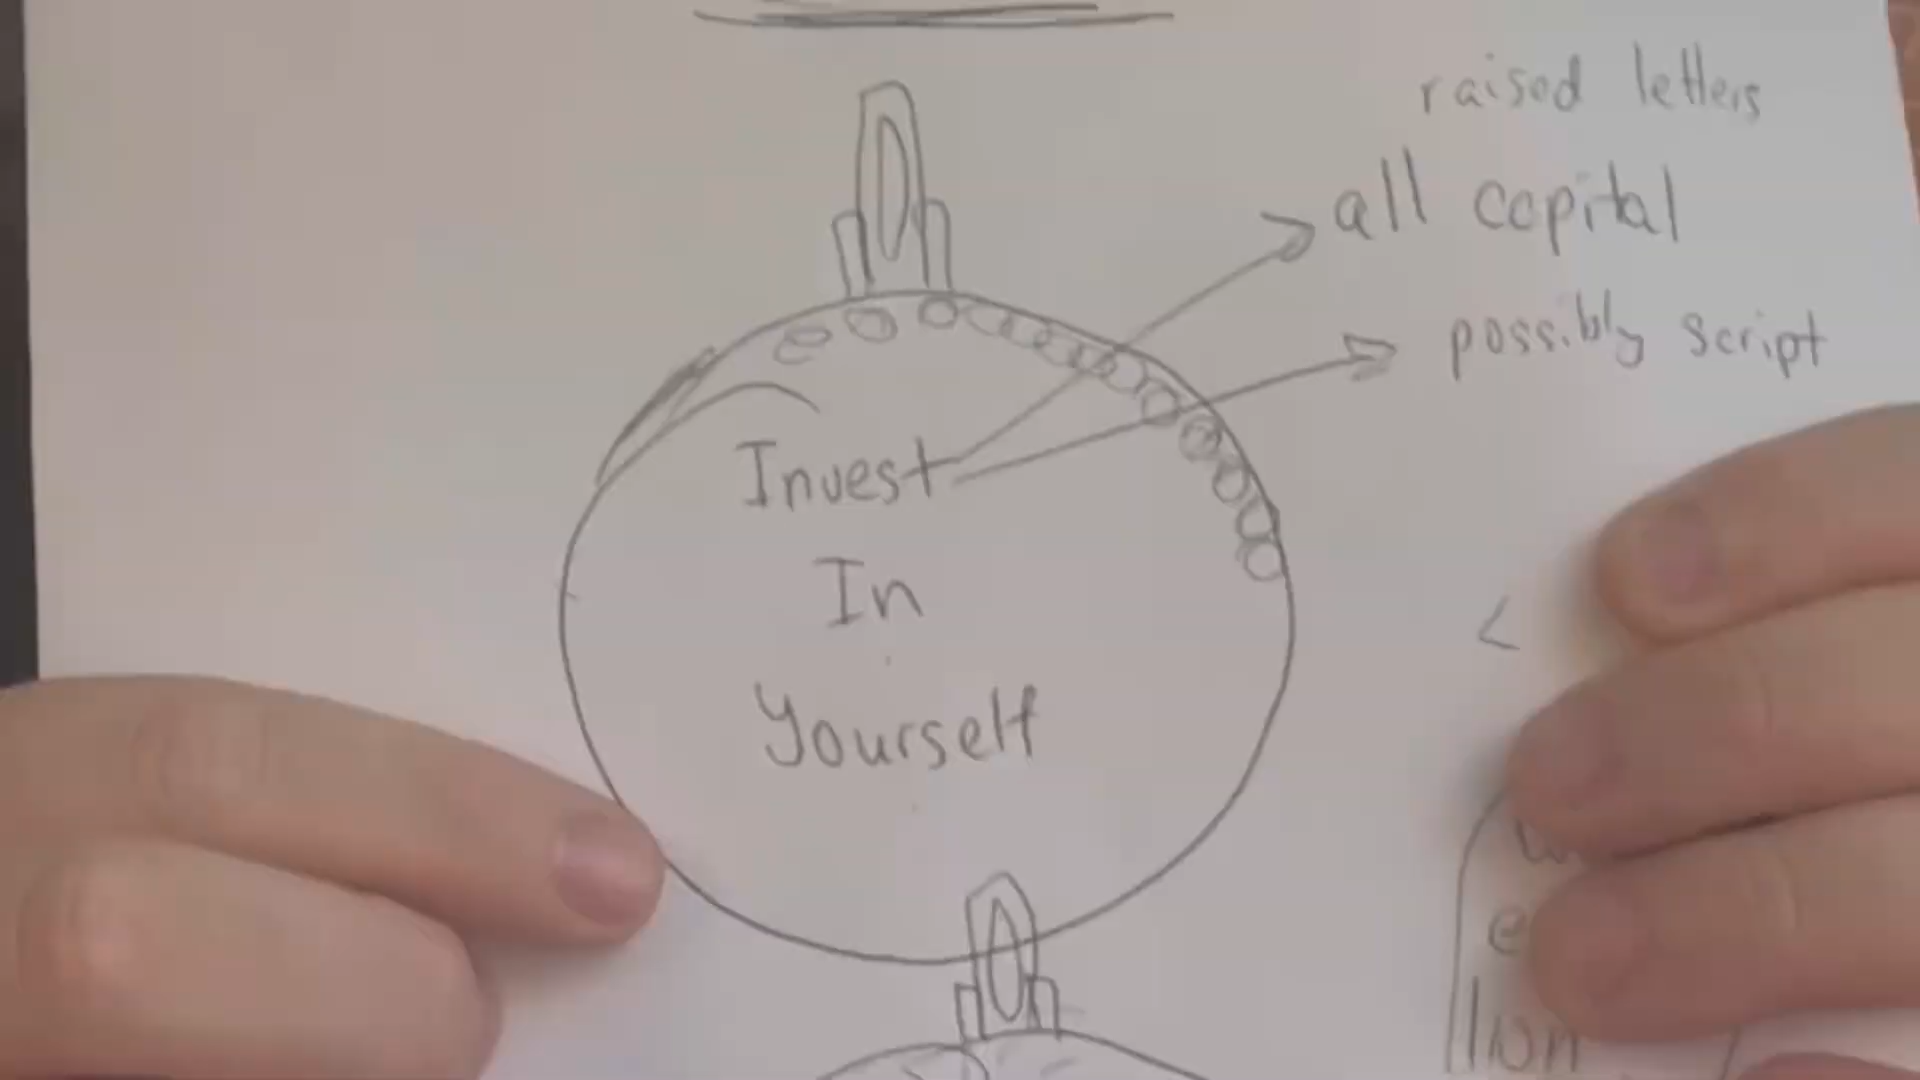 raised letters
all capital
possibly script
Invest
In
Yourself